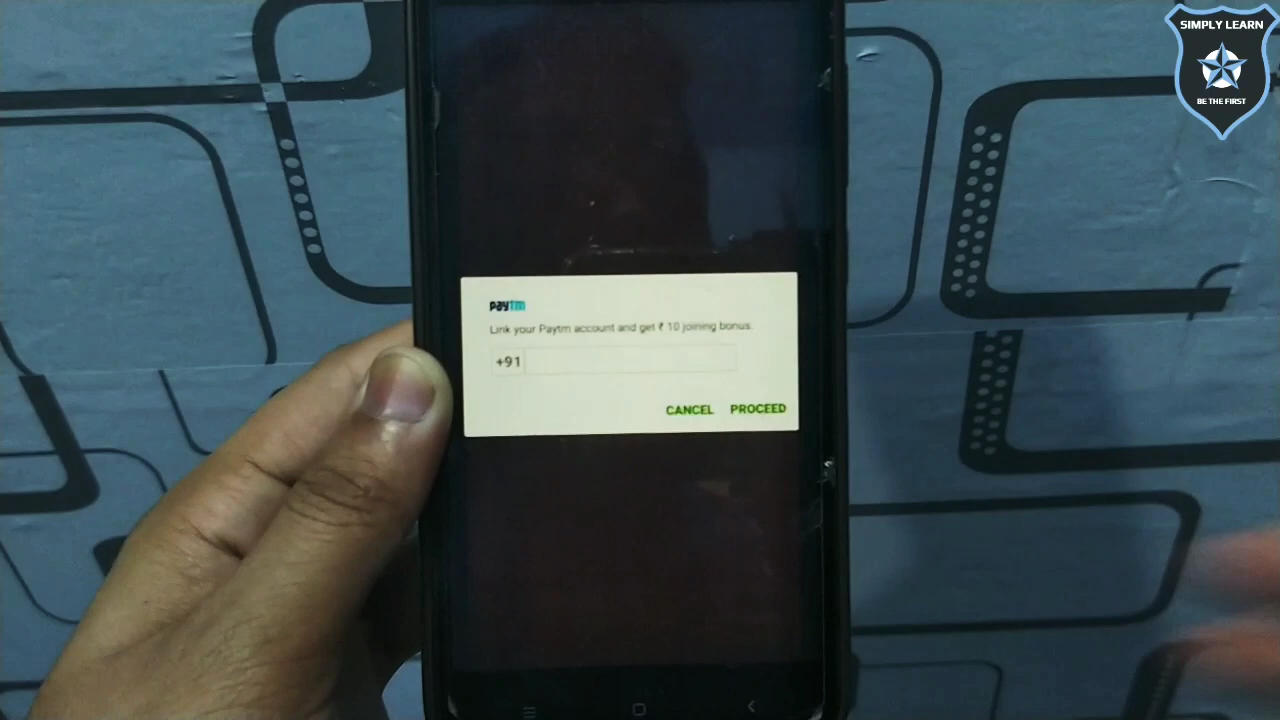 SIMPLY LEARN
BE THE FIRST
paytm
Link your Paytm account and get ₹ 10 joining bonus.
+91
CANCEL PROCEED